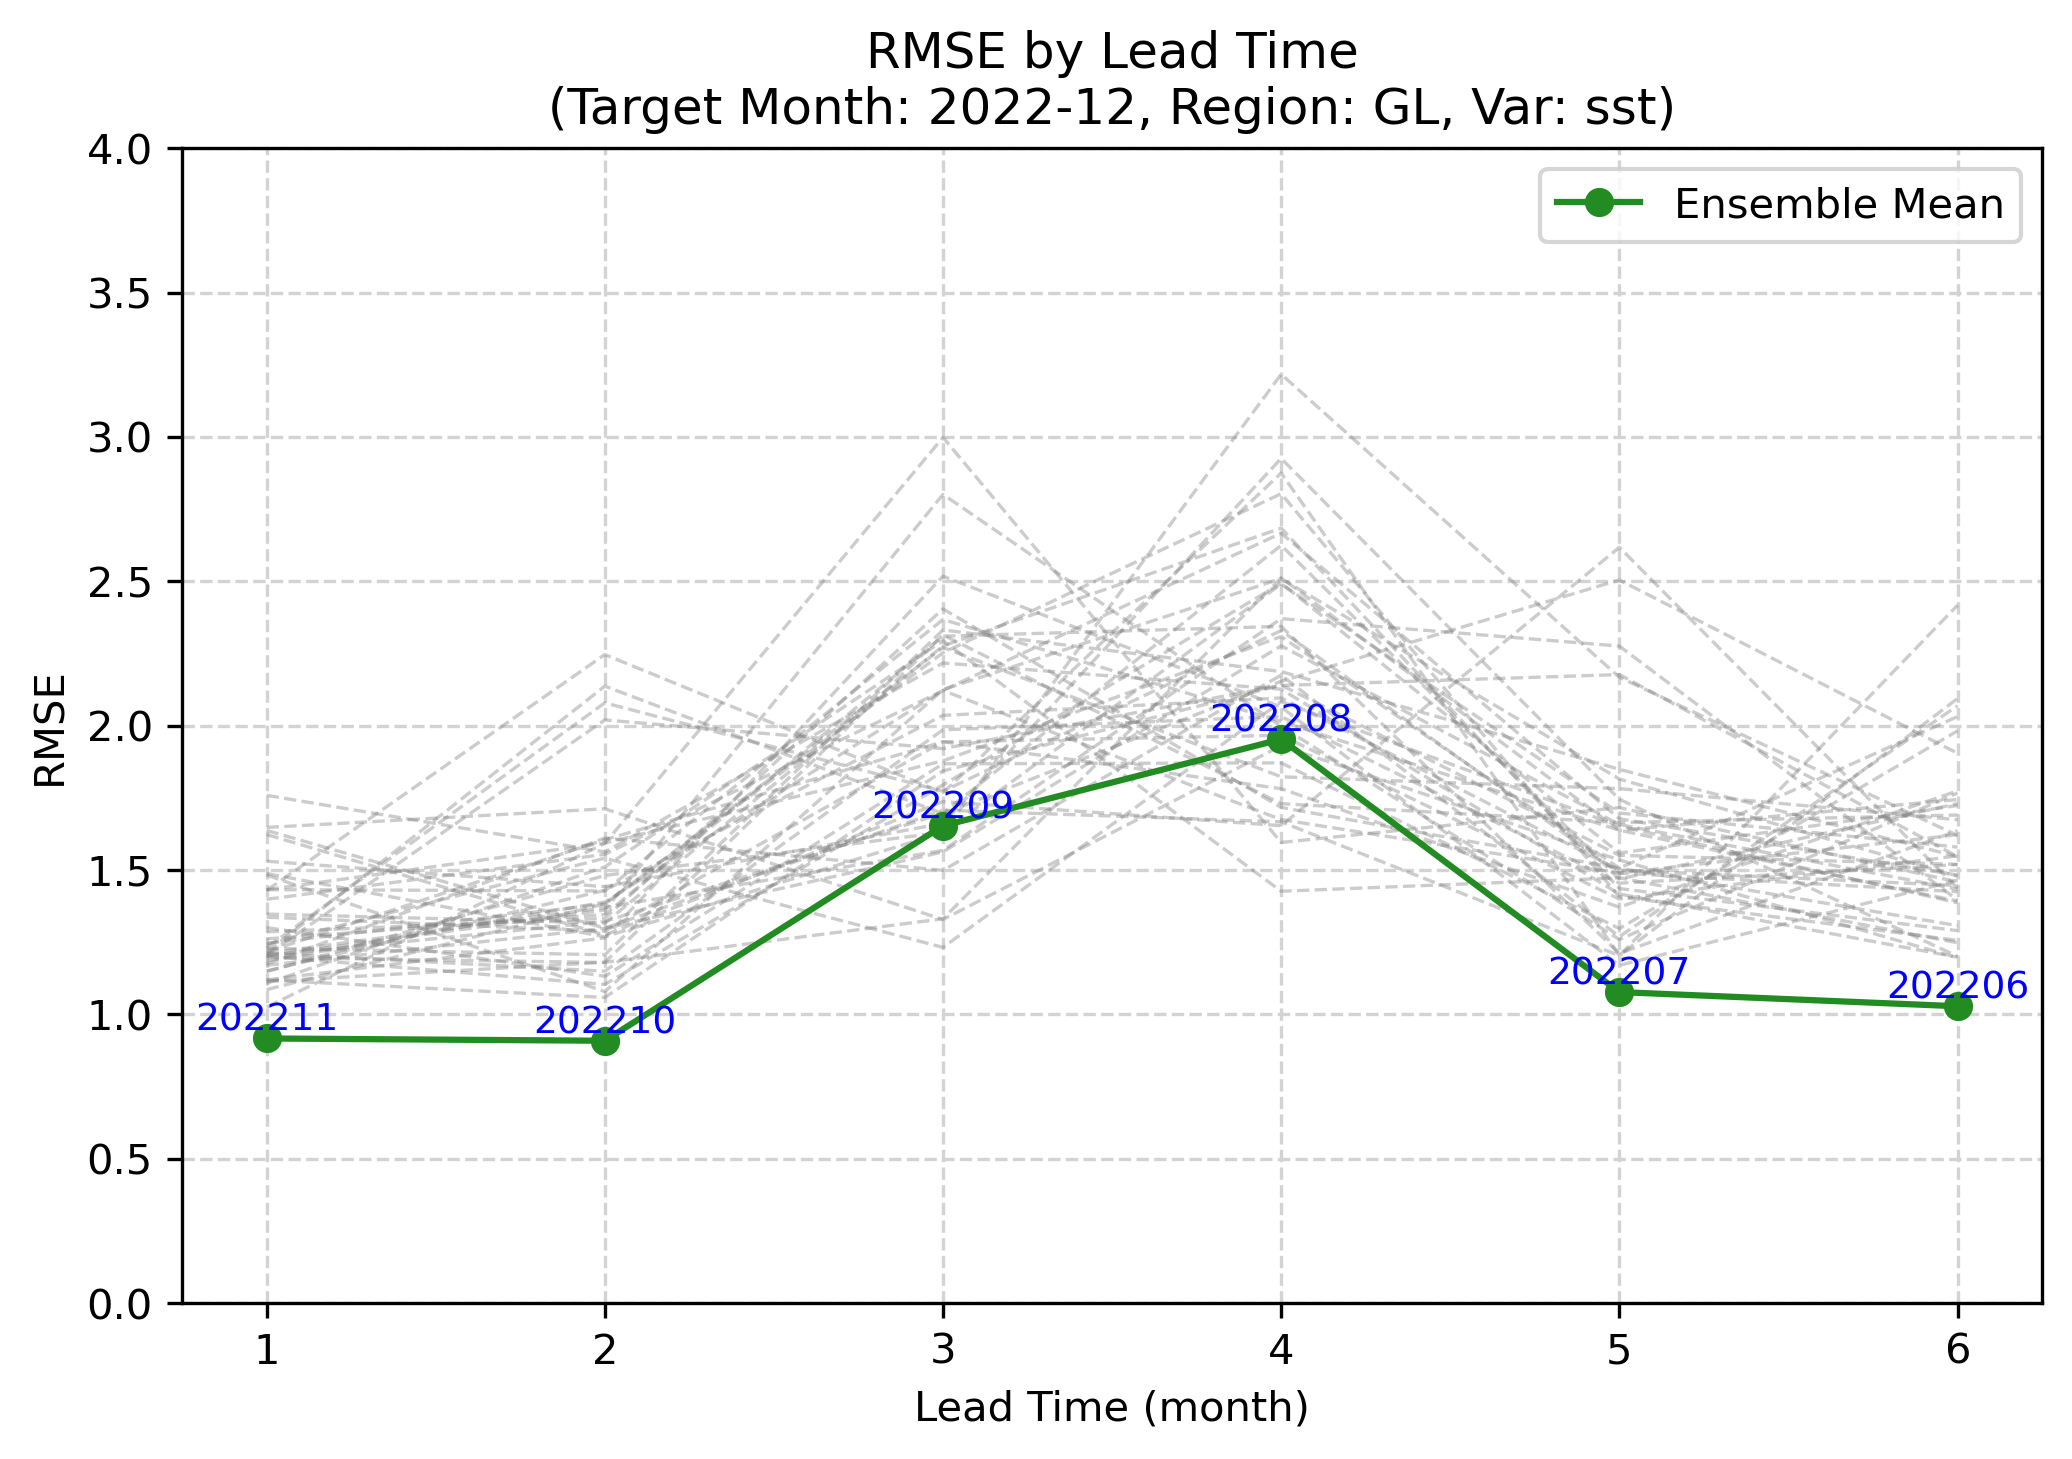 RMSE by Lead Time
(Target Month: 2022-12, Region: GL, Var: sst)
Ensemble Mean
4.0
3.5
3.0
2.5
2.0
1.5
1.0
0.5
0.0
RMSE
202211
202210
202209
202208
202207
202206
1 2 3 4 5 6
Lead Time (month)